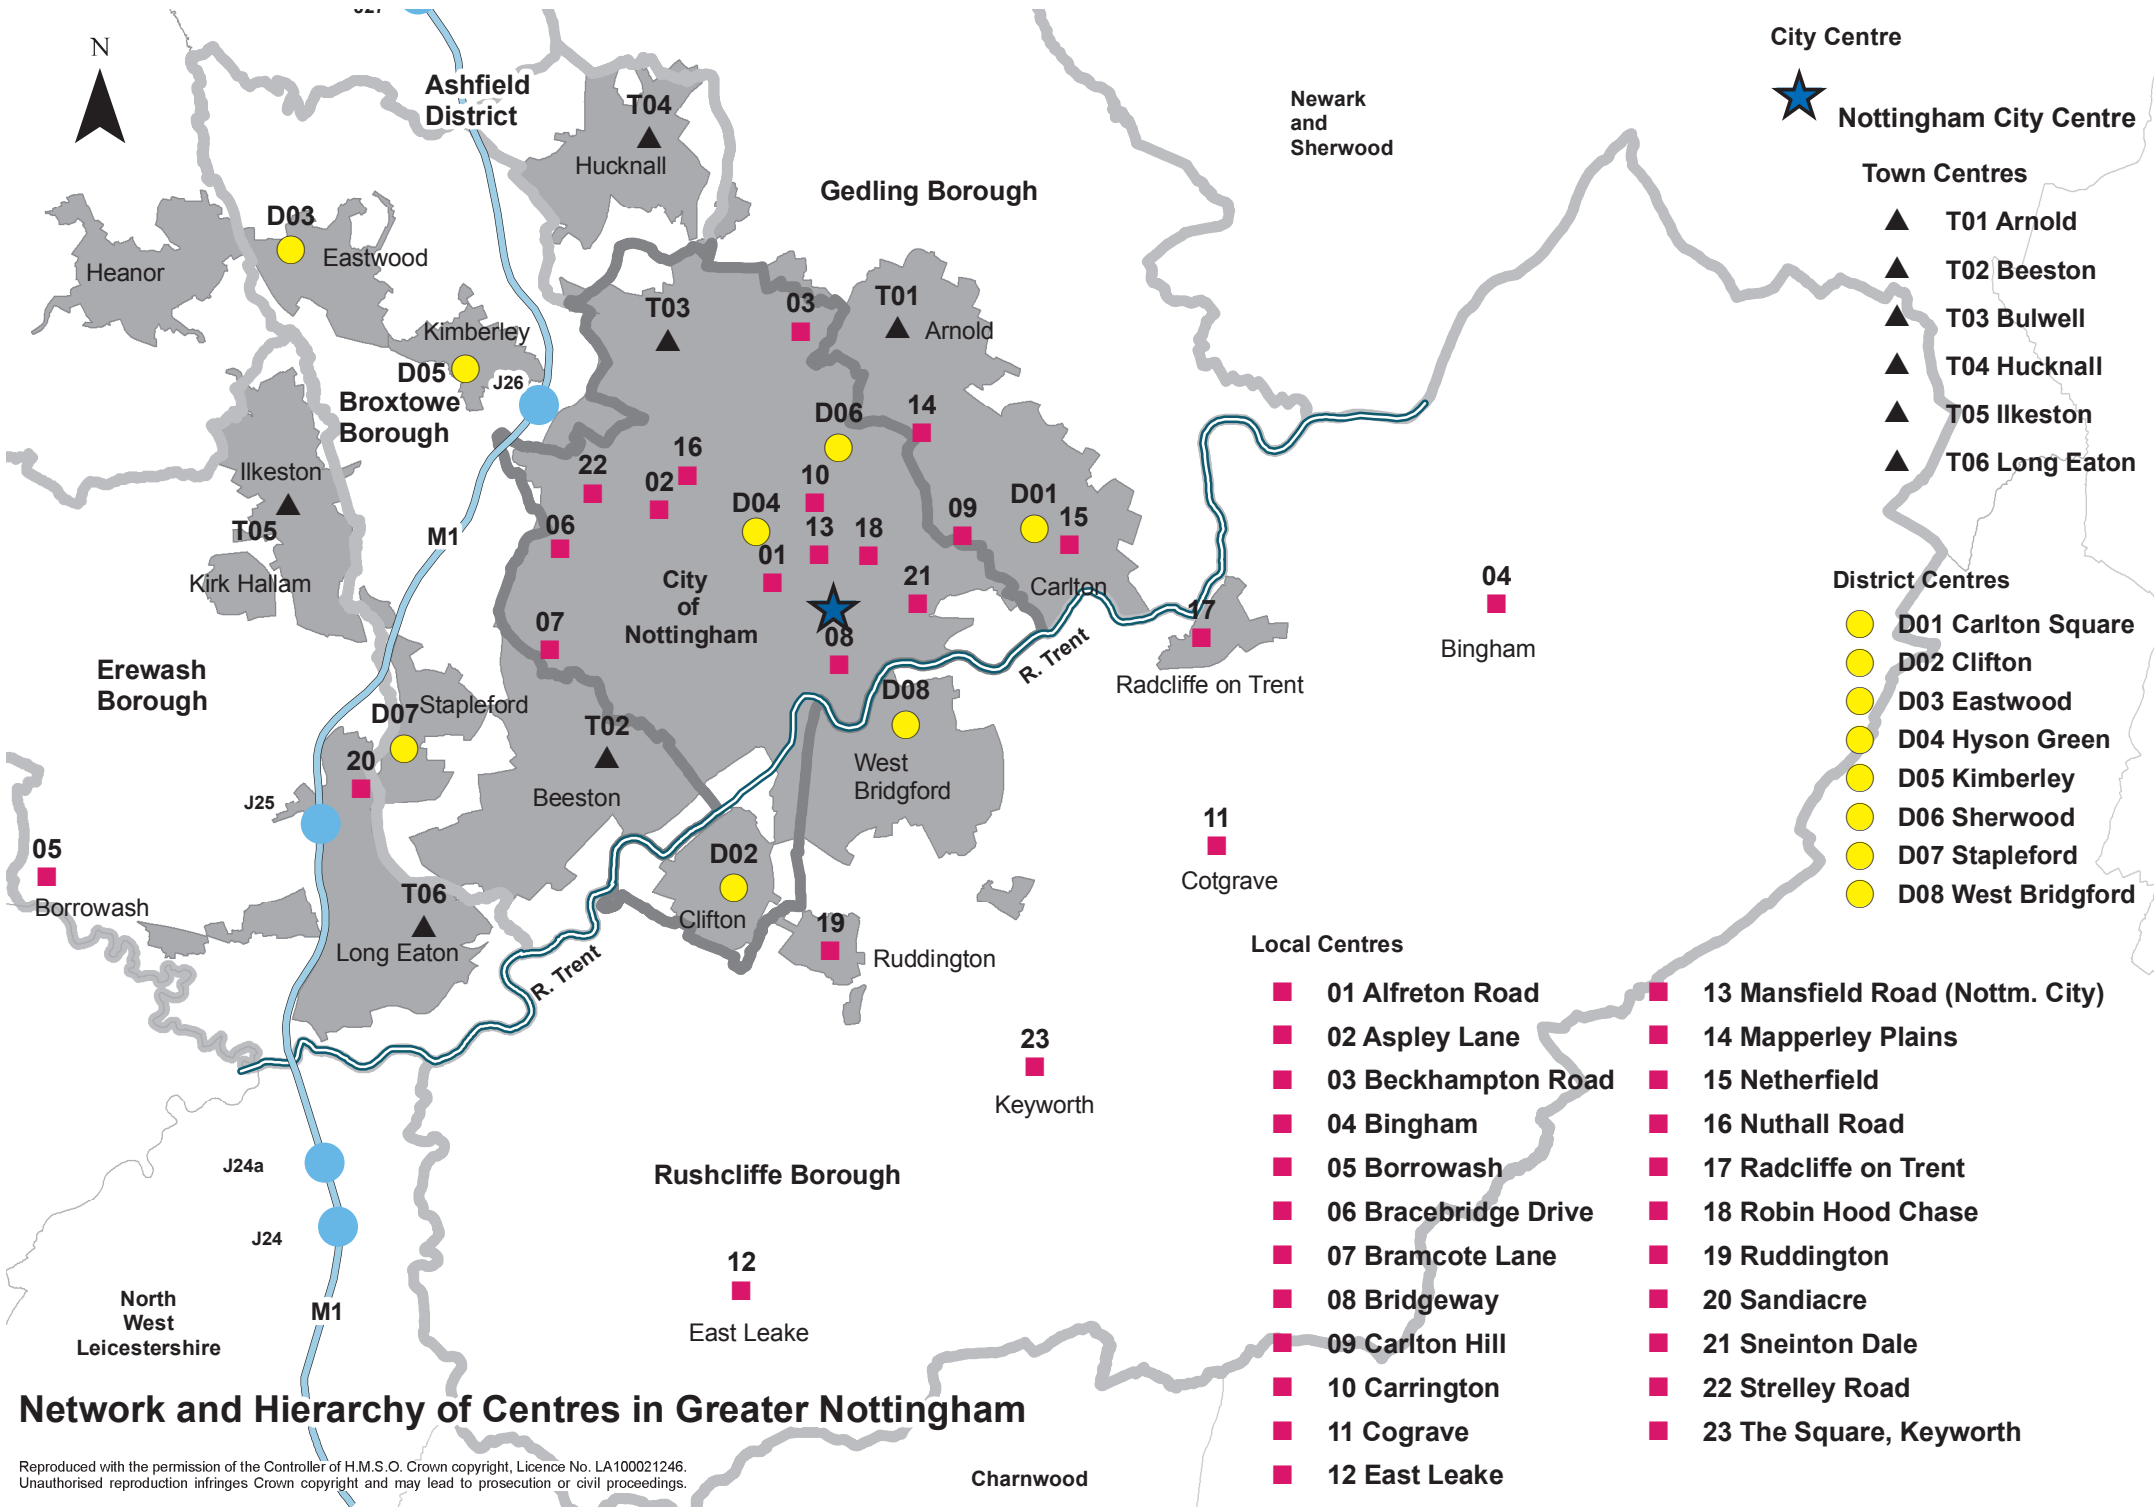 J27
N
Ashfield
District
T04
Hucknall
Gedling Borough
Newark
and
Sherwood
City Centre
Nottingham City Centre
Town Centres
T01 Arnold
T02 Beeston
T03 Bulwell
T04 Hucknall
T05 Ilkeston
T06 Long Eaton
D03
Eastwood
Heanor
Kimberley
D05
J26
Broxtowe
Borough
T03
03
T01
Arnold
D06
14
16
22
02
10
D04
09
D01
15
06
13
18
01
21
Carlton
Ilkeston
T05
M1
Kirk Hallam
City
of
Nottingham
07
08
17
R. Trent
Radcliffe on Trent
04
Bingham
District Centres
D01 Carlton Square
D02 Clifton
D03 Eastwood
D04 Hyson Green
D05 Kimberley
D06 Sherwood
D07 Stapleford
D08 West Bridgford
Erewash
Borough
Stapleford
D07
20
J25
T02
Beeston
D08
West
Bridgford
11
Cotgrave
05
Borrowash
T06
Long Eaton
D02
Clifton
19
Ruddington
R. Trent
23
Keyworth
J24a
J24
Rushcliffe Borough
12
East Leake
North
West
Leicestershire
M1
Local Centres
01 Alfreton Road
02 Aspley Lane
03 Beckhampton Road
04 Bingham
05 Borrowash
06 Bracebridge Drive
07 Bramcote Lane
08 Bridgeway
09 Carlton Hill
10 Carrington
11 Cograve
12 East Leake
13 Mansfield Road (Nottm. City)
14 Mapperley Plains
15 Netherfield
16 Nuthall Road
17 Radcliffe on Trent
18 Robin Hood Chase
19 Ruddington
20 Sandiacre
21 Sneinton Dale
22 Strelley Road
23 The Square, Keyworth
Network and Hierarchy of Centres in Greater Nottingham
Reproduced with the permission of the Controller of H.M.S.O. Crown copyright, Licence No. LA100021246.
Unauthorised reproduction infringes Crown copyright and may lead to prosecution or civil proceedings.
Charnwood